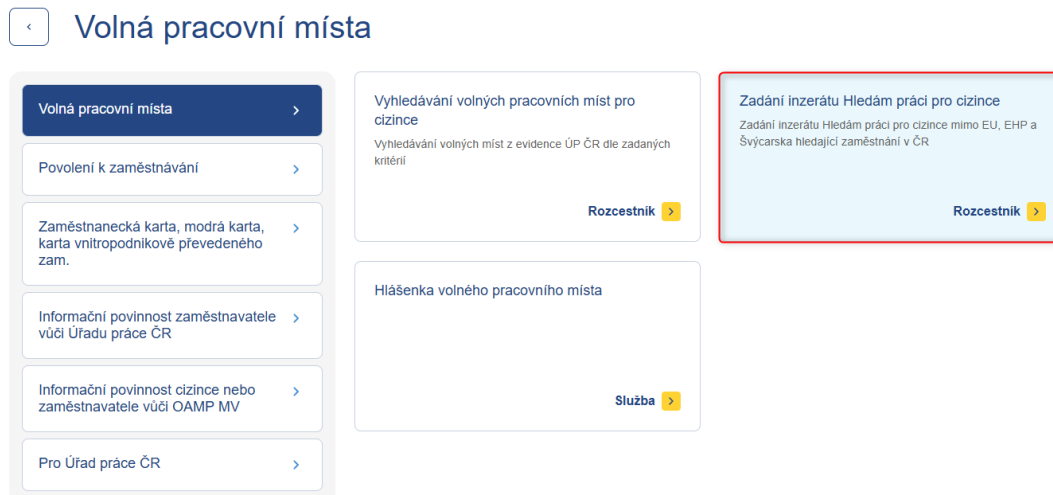 Volná pracovní místa
Volná pracovní místa
Povolení k zaměstnávání
Zaměstnanecká karta, modrá karta,
karta vnitropodnikově převedeného
zam.
Informační povinnost zaměstnavatele
vůči Úřadu práce ČR
Informační povinnost cizince nebo
zaměstnavatele vůči OAMP MV
Pro Úřad práce ČR
Vyhledávání volných pracovních míst pro
cizince
Vyhledávání volných míst z evidence ÚP ČR dle zadaných
kritérií
Rozcestník
Zadání inzerátu Hledám práci pro cizince
Zadání inzerátu Hledám práci pro cizince mimo EU, EHP a
Švýcarska hledající zaměstnání v ČR
Rozcestník
Hlášenka volného pracovního místa
Služba